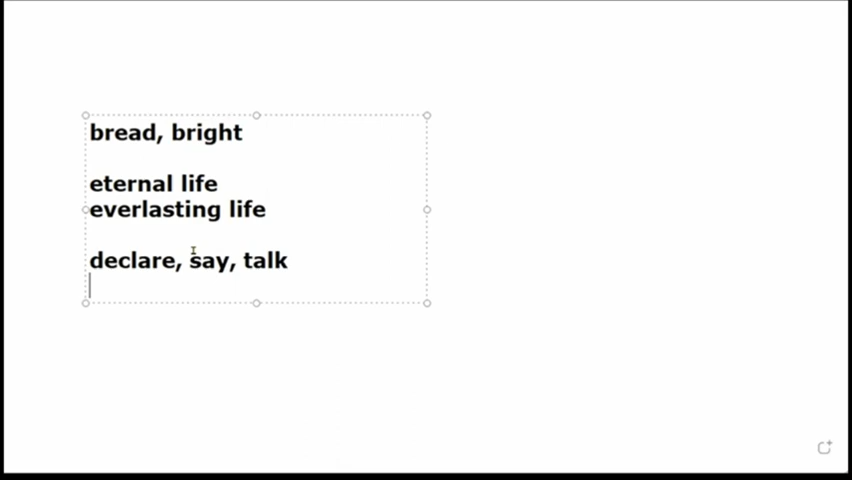 bread, bright
eternal life
everlasting life
declare, say, talk